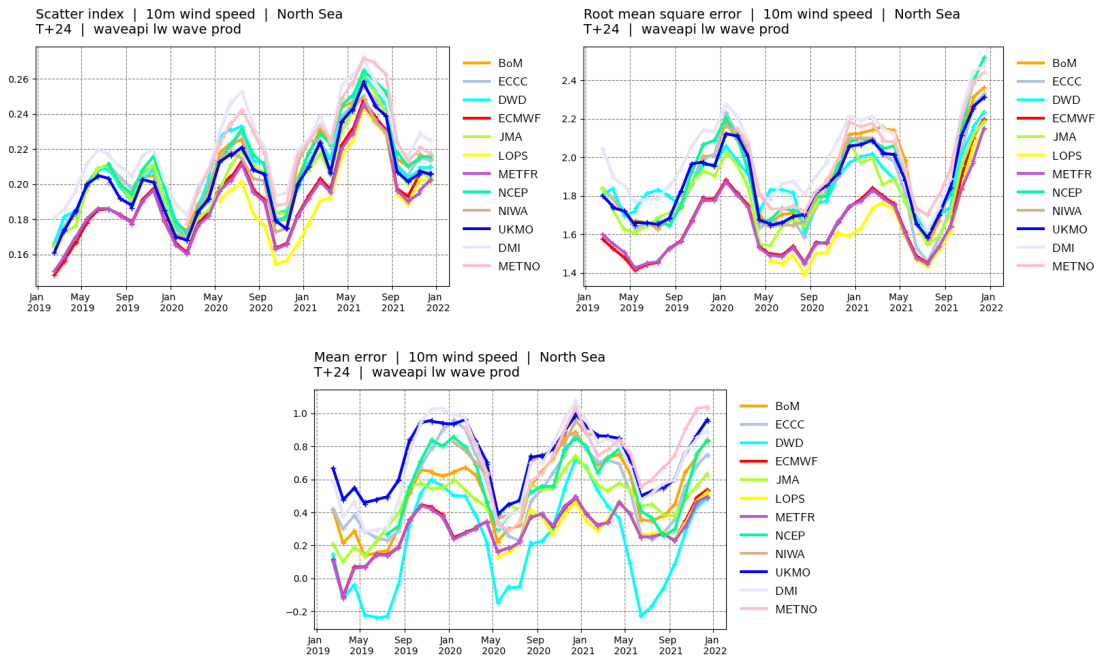 Scatter index | 10m wind speed | North Sea
T+24 | waveapi lw wave prod
0.26
0.24
0.22
0.20
0.18
0.16
Jan 2019
May 2019
Sep 2019
Jan 2020
May 2020
Sep 2020
Jan 2021
May 2021
Sep 2021
Jan 2022
BoM
ECCC
DWD
ECMWF
JMA
LOPS
METFR
NCEP
NIWA
UKMO
DMI
METNO
Root mean square error | 10m wind speed | North Sea
T+24 | waveapi lw wave prod
2.4
2.2
2.0
1.8
1.6
1.4
Jan 2019
May 2019
Sep 2019
Jan 2020
May 2020
Sep 2020
Jan 2021
May 2021
Sep 2021
Jan 2022
BoM
ECCC
DWD
ECMWF
JMA
LOPS
METFR
NCEP
NIWA
UKMO
DMI
METNO
Mean error | 10m wind speed | North Sea
T+24 | waveapi lw wave prod
1.0
0.8
0.6
0.4
0.2
0.0
−0.2
Jan 2019
May 2019
Sep 2019
Jan 2020
May 2020
Sep 2020
Jan 2021
May 2021
Sep 2021
Jan 2022
BoM
ECCC
DWD
ECMWF
JMA
LOPS
METFR
NCEP
NIWA
UKMO
DMI
METNO